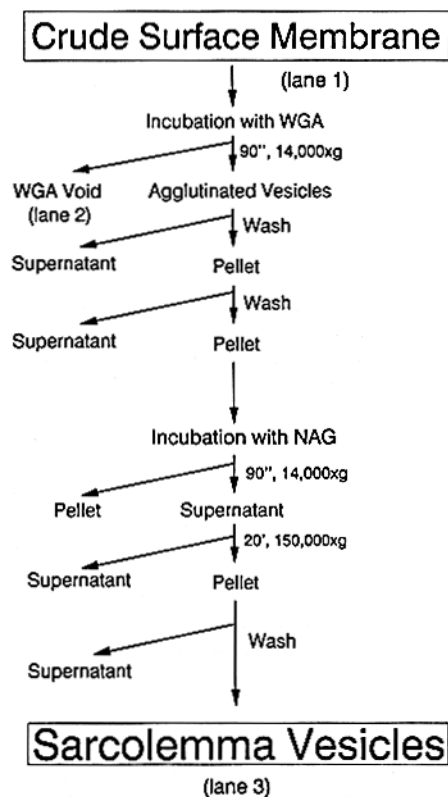 Crude Surface Membrane
(lane 1)
Incubation with WGA
90", 14,000xg
WGA Void
(lane 2)
Agglutinated Vesicles
Wash
Supernatant
Pellet
Wash
Supernatant
Pellet
Incubation with NAG
90", 14,000xg
Pellet
Supernatant
20', 150,000xg
Supernatant
Pellet
Wash
Supernatant
Sarcolemma Vesicles
(lane 3)